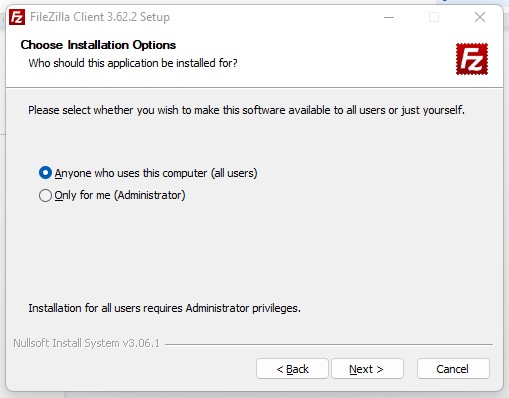 FileZilla Client 3.62.2 Setup
Choose Installation Options
Who should this application be installed for?
Fz
Please select whether you wish to make this software available to all users or just yourself.
Anyone who uses this computer (all users)
Only for me (Administrator)
Installation for all users requires Administrator privileges.
Nullsoft Install System v3.06.1
< Back
Next >
Cancel